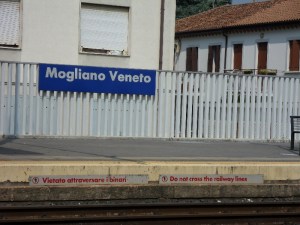 Mogliano Veneto
Vietato attraversare i binari
Do not cross the railway lines